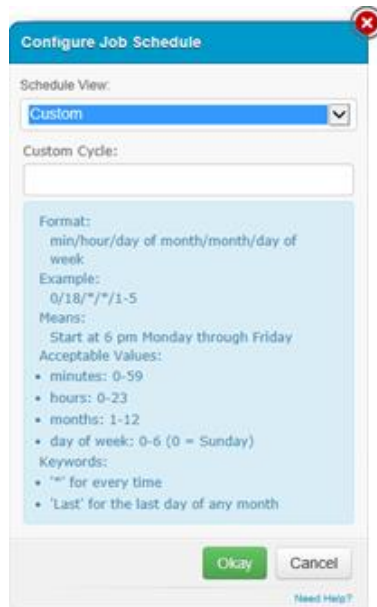 Configure Job Schedule
Schedule View:
Custom
Custom Cycle:
Format:
min/hour/day of month/month/day of
week
Example:
0/18/*/*/1-5
Means:
Start at 6 pm Monday through Friday
Acceptable Values:
• minutes: 0-59
• hours: 0-23
• months: 1-12
• day of week: 0-6 (0 = Sunday)
Keywords:
• '*' for every time
• 'Last' for the last day of any month
Okay Cancel
Need Help?